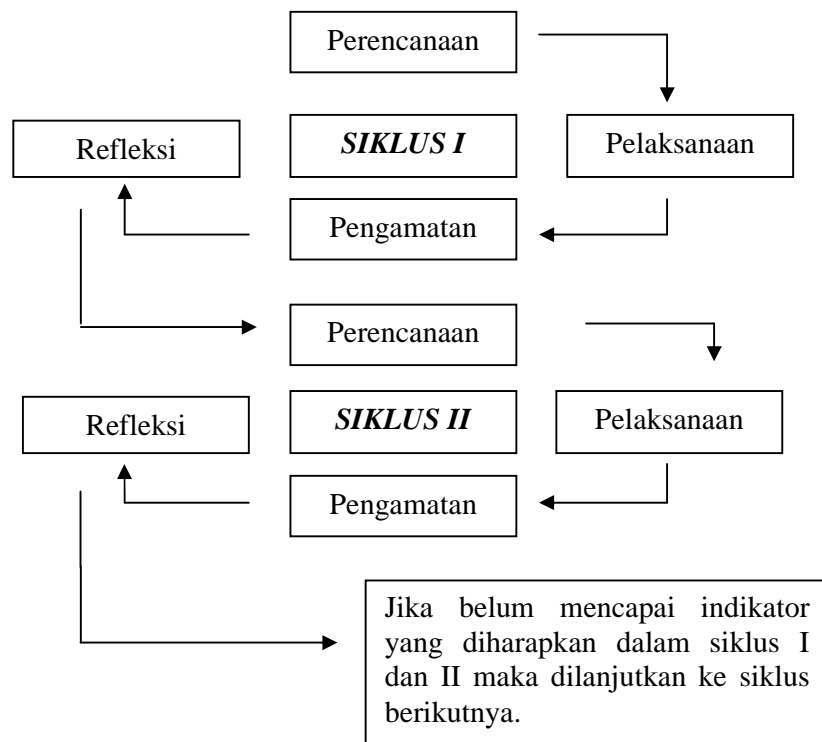 Perencanaan
Refleksi
SIKLUS I
Pelaksanaan
Pengamatan
Perencanaan
Refleksi
SIKLUS II
Pelaksanaan
Pengamatan
Jika belum mencapai indikator
yang diharapkan dalam siklus I
dan II maka dilanjutkan ke siklus
berikutnya.